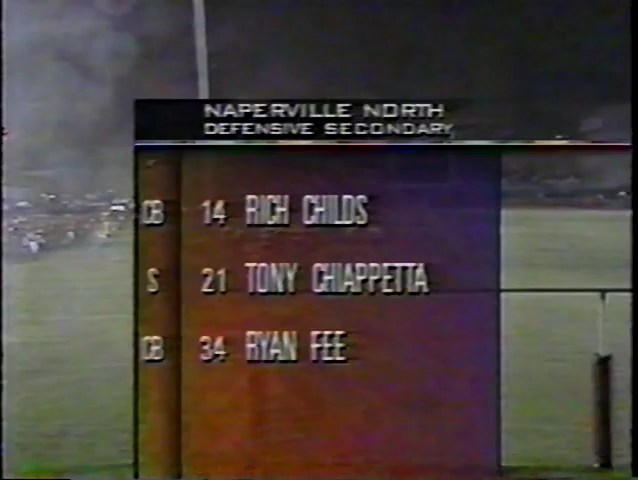 NAPERVILLE NORTH
DEFENSIVE SECONDARY
CB 14 RICH CHILDS
S 21 TONY CHIAPPETTA
CB 34 RYAN FEE